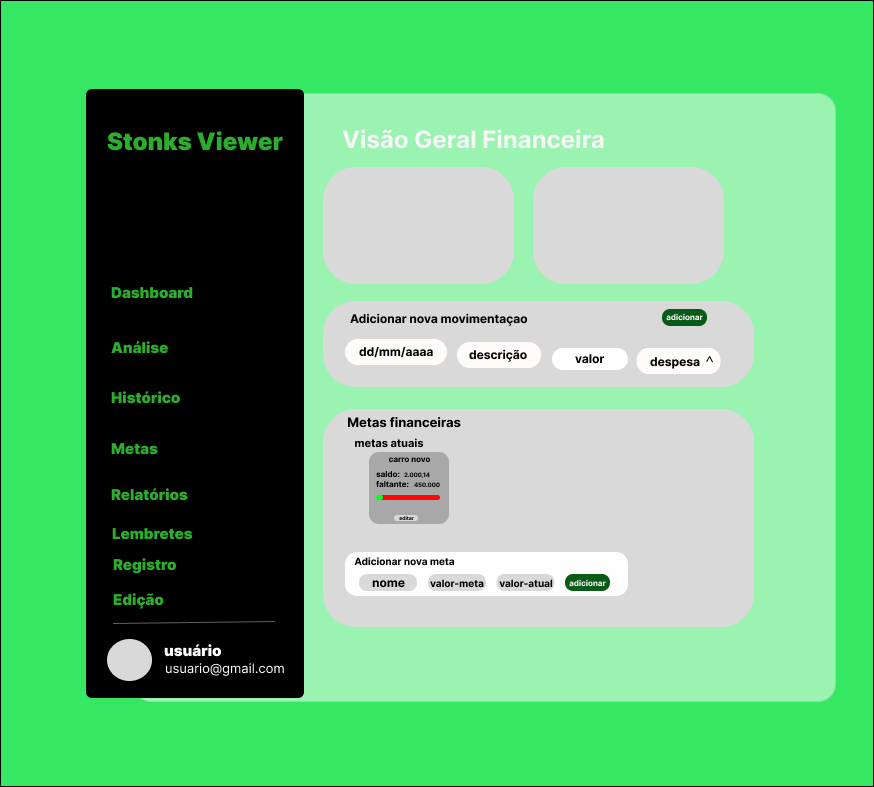 Stonks Viewer
Dashboard
Análise
Histórico
Metas
Relatórios
Lembretes
Registro
Edição
usuário
usuario@gmail.com
Visão Geral Financeira
Adicionar nova movimentaçao
adicionar
dd/mm/aaaa descrição valor despesa ^
Metas financeiras
metas atuais
carro novo
saldo: 2.000,14
faltante: 450.000
editar
Adicionar nova meta
nome valor-meta valor-atual adicionar